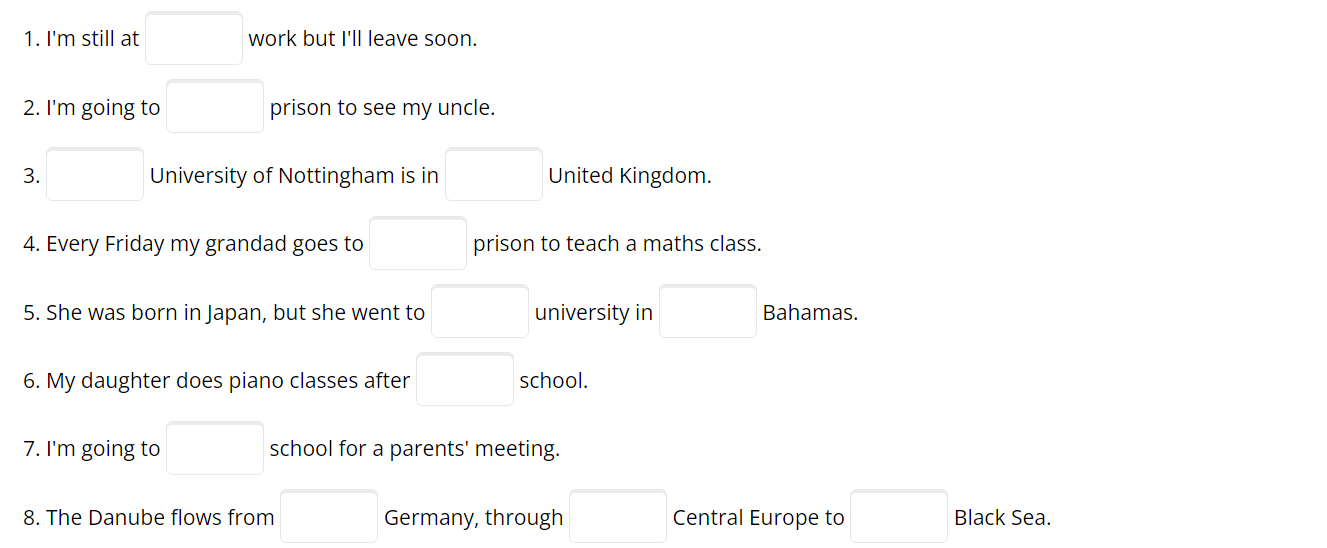 1. I'm still at work but I'll leave soon.
2. I'm going to prison to see my uncle.
3. University of Nottingham is in United Kingdom.
4. Every Friday my grandad goes to prison to teach a maths class.
5. She was born in Japan, but she went to university in Bahamas.
6. My daughter does piano classes after school.
7. I'm going to school for a parents' meeting.
8. The Danube flows from Germany, through Central Europe to Black Sea.